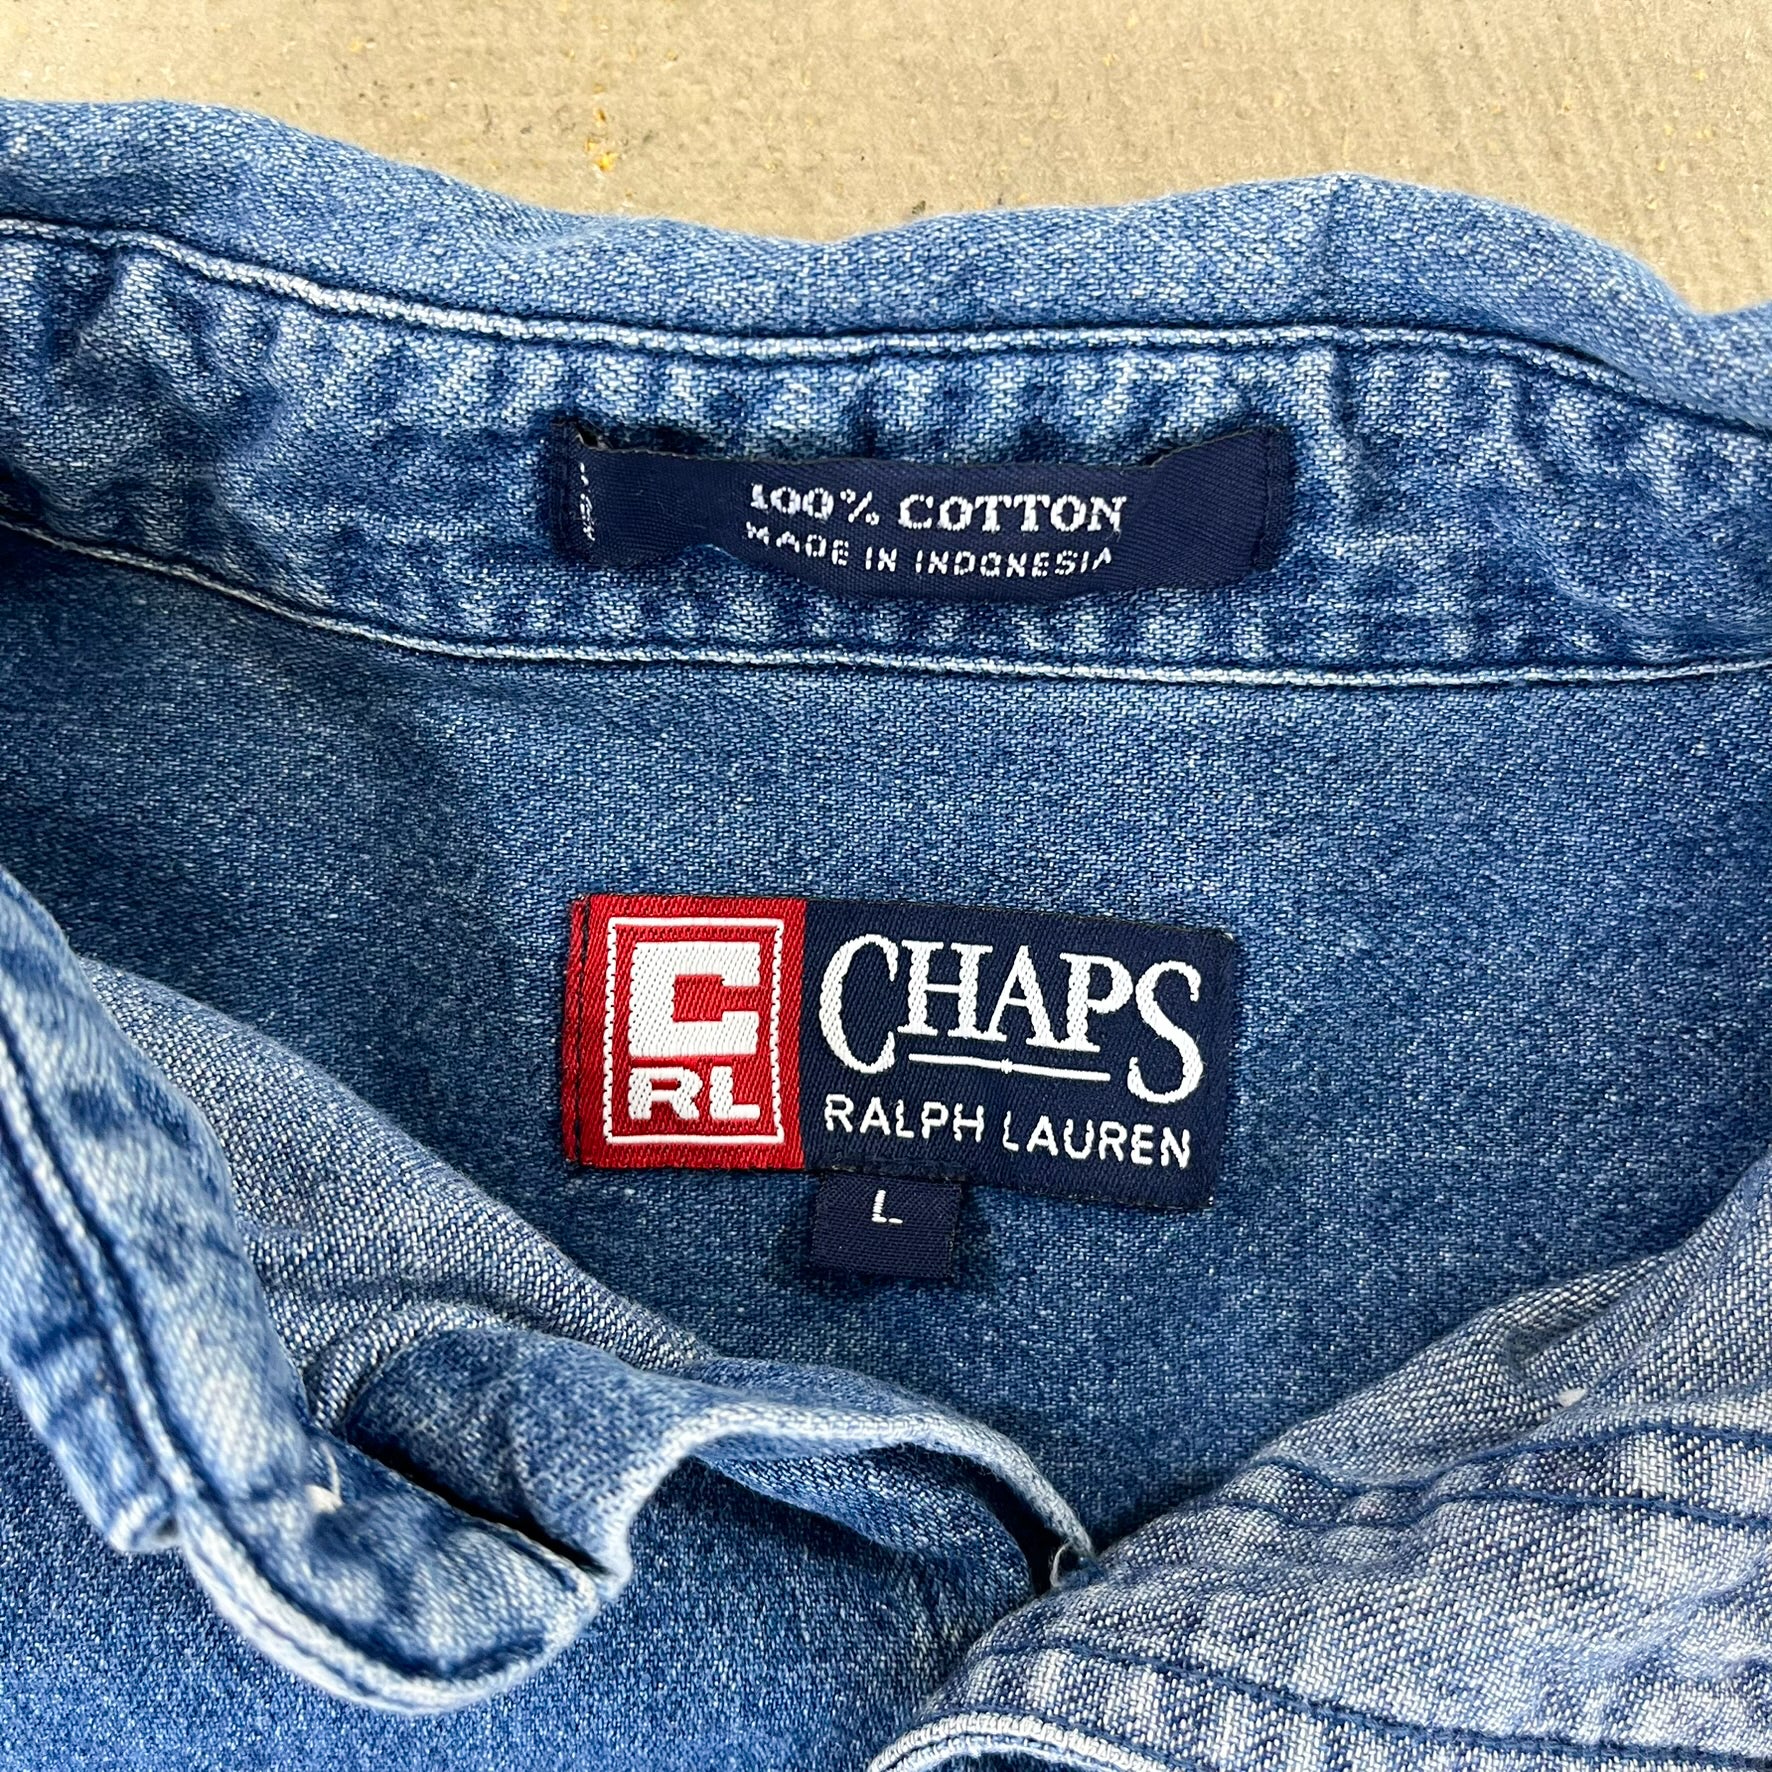 100% COTTON
MADE IN INDONESIA
C
RL
CHAPS
RALPH LAUREN
L